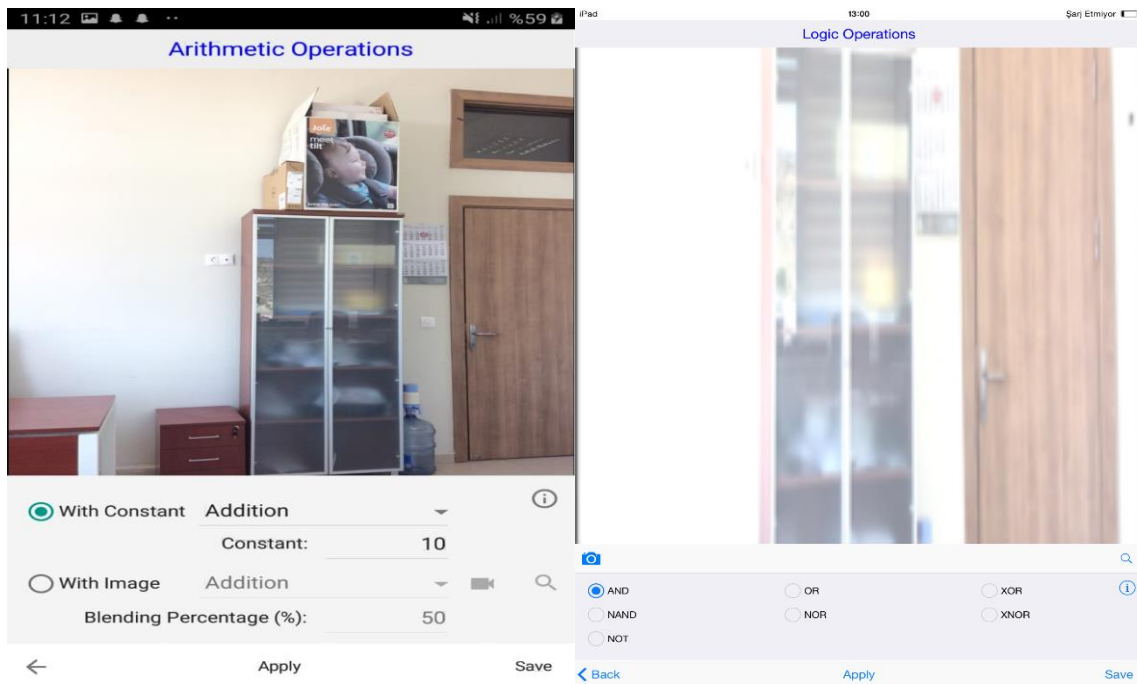 11:12
%59
Arithmetic Operations
Joie
meet
tilt
With Constant Addition
Constant: 10
With Image Addition
Blending Percentage (%): 50
Apply Save
iPad 13:00 Şarj Etmiyor
Logic Operations
AND OR XOR
NAND NOR XNOR
NOT
Back Apply Save